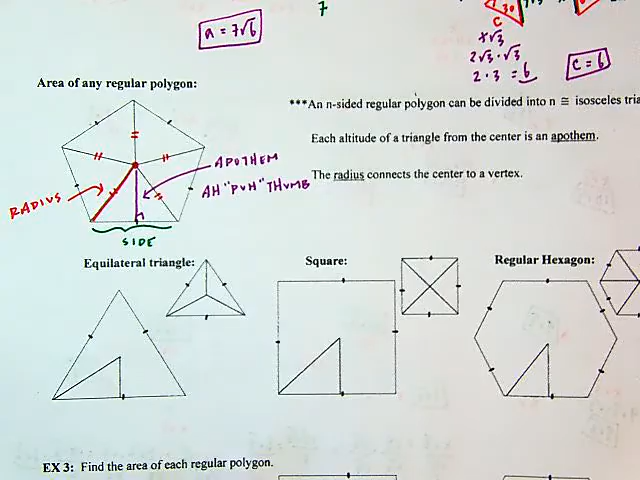 7
a = 7√6
30
C
x√3
2√3 · √3
2 · 3 = 6
C = 6
Area of any regular polygon:
***An n-sided regular polygon can be divided into n ≅ isosceles tria
Each altitude of a triangle from the center is an apothem.
The radius connects the center to a vertex.
APOTHEM
AH "PUH" THUMB
RADIUS
SIDE
Equilateral triangle:
Square:
Regular Hexagon:
EX 3: Find the area of each regular polygon.